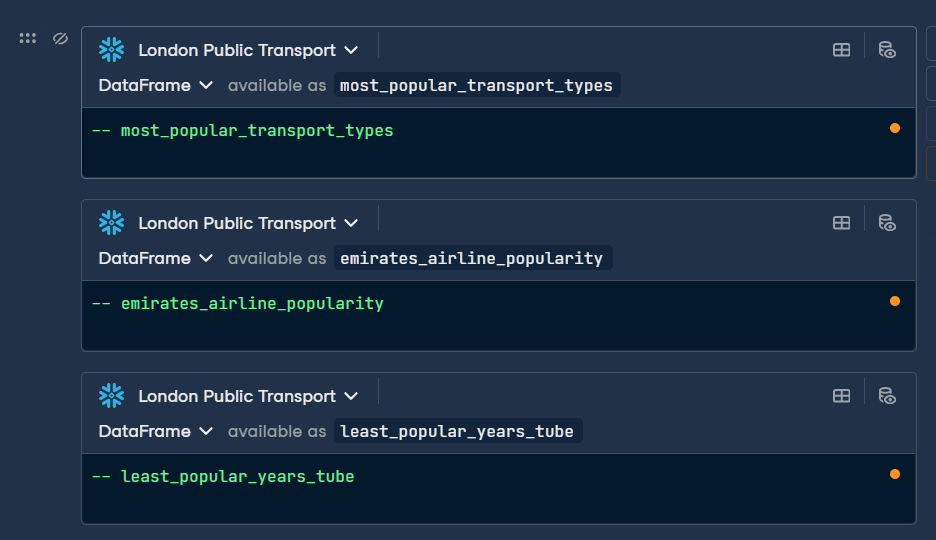 London Public Transport
DataFrame available as most_popular_transport_types
-- most_popular_transport_types
London Public Transport
DataFrame available as emirates_airline_popularity
-- emirates_airline_popularity
London Public Transport
DataFrame available as least_popular_years_tube
-- least_popular_years_tube